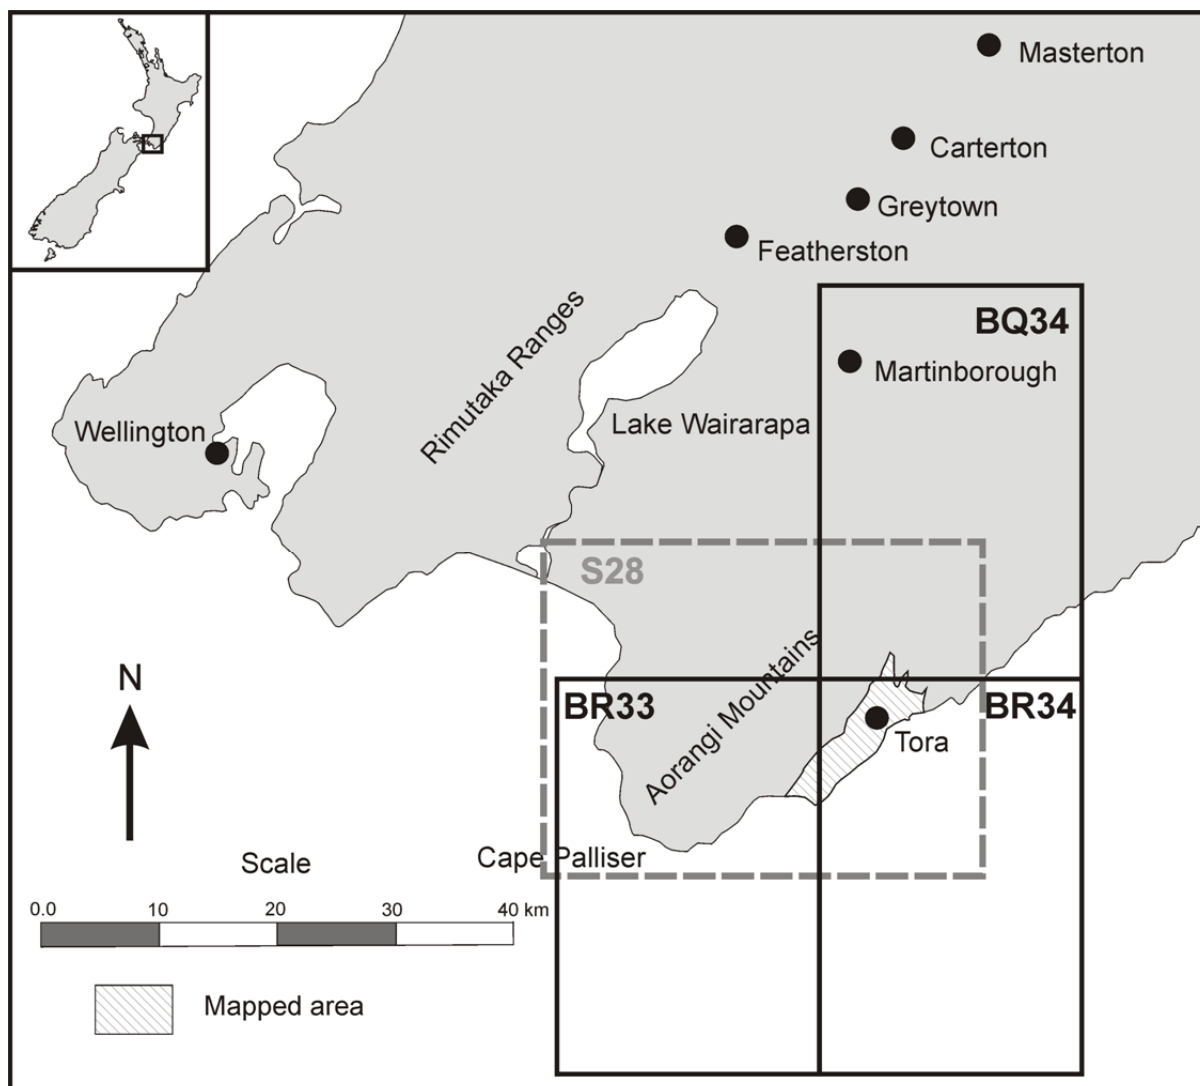 Masterton
Carterton
Greytown
Featherston
BQ34
Martinborough
Rimutaka Ranges
Lake Wairarapa
Wellington
S28
Aorangi Mountains
N
BR33
BR34
Tora
Cape Palliser
Scale
0.0 10 20 30 40 km
Mapped area